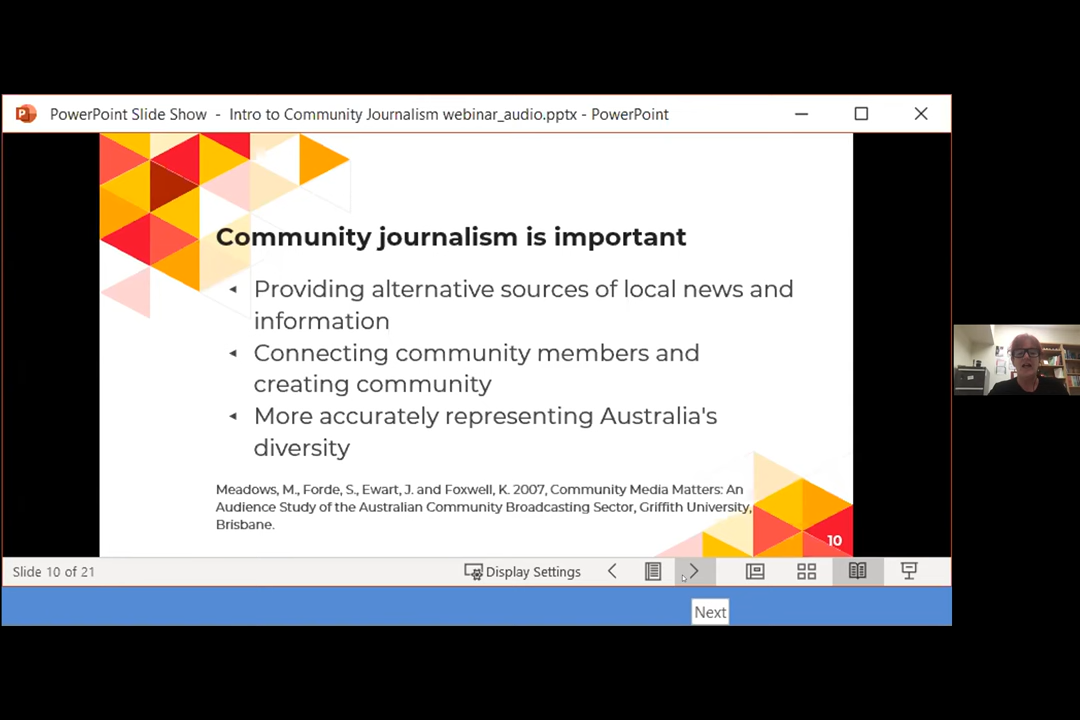 PowerPoint Slide Show - Intro to Community Journalism webinar_audio.pptx - PowerPoint
Community journalism is important
Providing alternative sources of local news and
information
Connecting community members and
creating community
More accurately representing Australia's
diversity
Meadows, M., Forde, S., Ewart, J. and Foxwell, K. 2007, Community Media Matters: An
Audience Study of the Australian Community Broadcasting Sector, Griffith University,
Brisbane.
10
Slide 10 of 21
Display Settings
Next